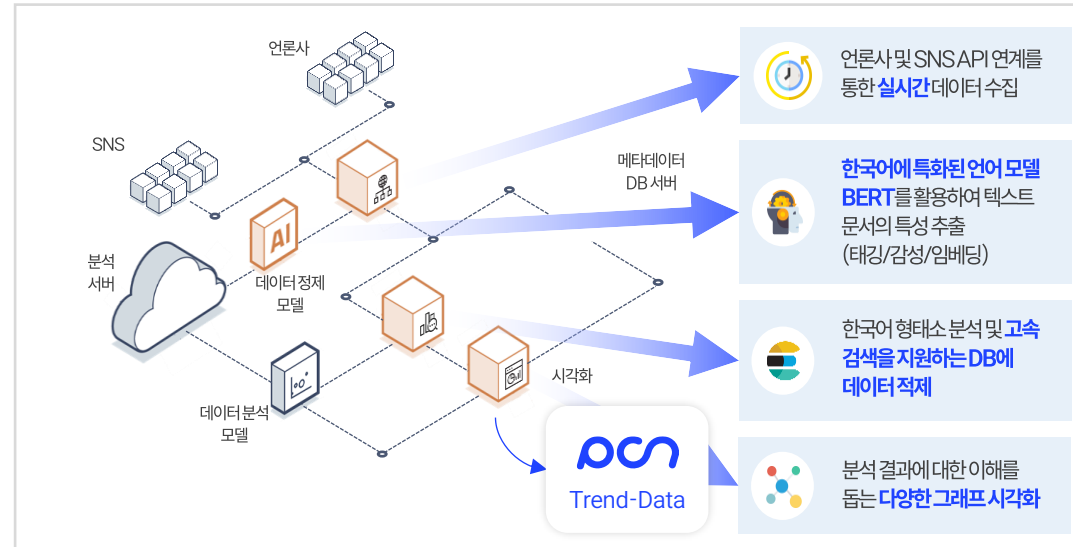 언론사
SNS
분석
서버
AI
데이터 정제
모델
데이터 분석
모델
메타데이터
DB 서버
시각화
pcn
Trend-Data
언론사 및 SNS API 연계를
통한 실시간 데이터 수집
한국어에 특화된 언어 모델
BERT를 활용하여 텍스트
문서의 특성 추출
(태깅/감성/임베딩)
한국어 형태소 분석 및 고속
검색을 지원하는 DB에
데이터 적제
분석 결과에 대한 이해를
돕는 다양한 그래프 시각화